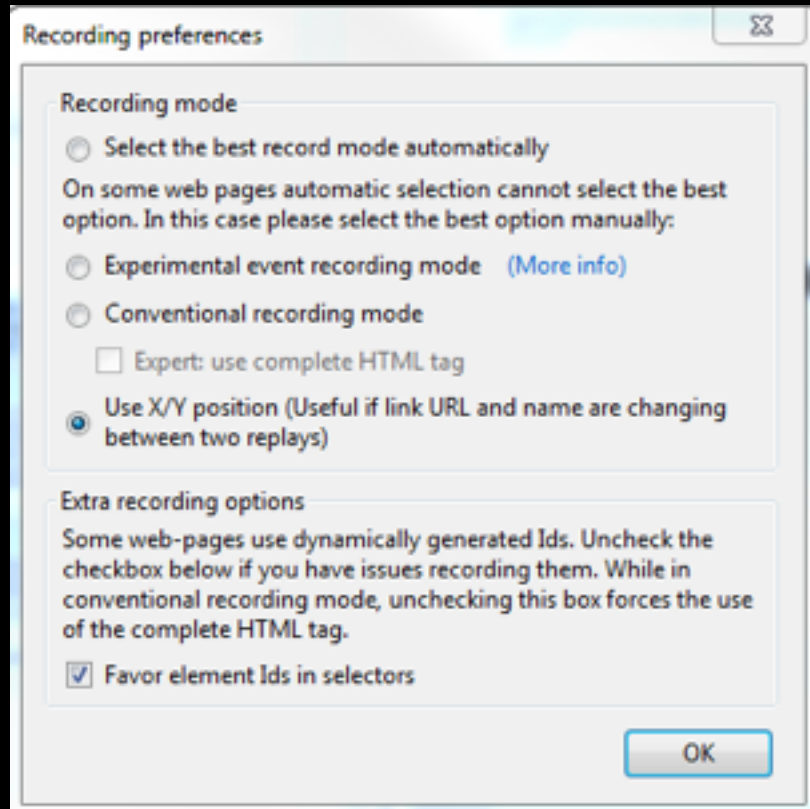 Recording preferences
Recording mode
Select the best record mode automatically
On some web pages automatic selection cannot select the best
option. In this case please select the best option manually:
Experimental event recording mode (More info)
Conventional recording mode
Expert: use complete HTML tag
Use X/Y position (Useful if link URL and name are changing
between two replays)
Extra recording options
Some web-pages use dynamically generated Ids. Uncheck the
checkbox below if you have issues recording them. While in
conventional recording mode, unchecking this box forces the use
of the complete HTML tag.
Favor element Ids in selectors
OK